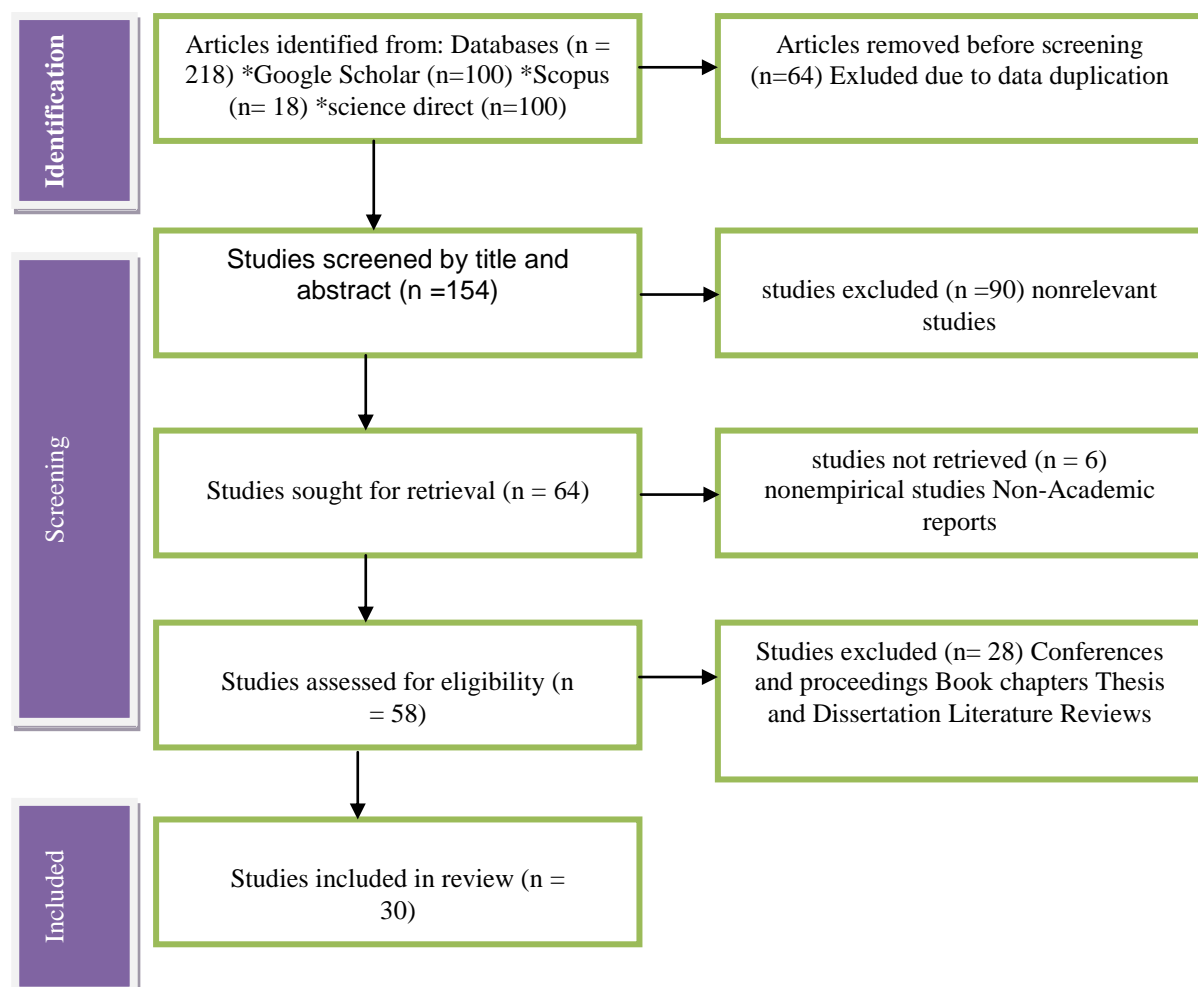 Identification
Articles identified from: Databases (n =
218) *Google Scholar (n=100) *Scopus
(n= 18) *science direct (n=100)
Articles removed before screening
(n=64) Exluded due to data duplication
Screening
Studies screened by title and
abstract (n =154)
studies excluded (n =90) nonrelevant
studies
Studies sought for retrieval (n = 64)
studies not retrieved (n = 6)
nonempirical studies Non-Academic
reports
Studies assessed for eligibility (n
= 58)
Studies excluded (n= 28) Conferences
and proceedings Book chapters Thesis
and Dissertation Literature Reviews
Included
Studies included in review (n =
30)